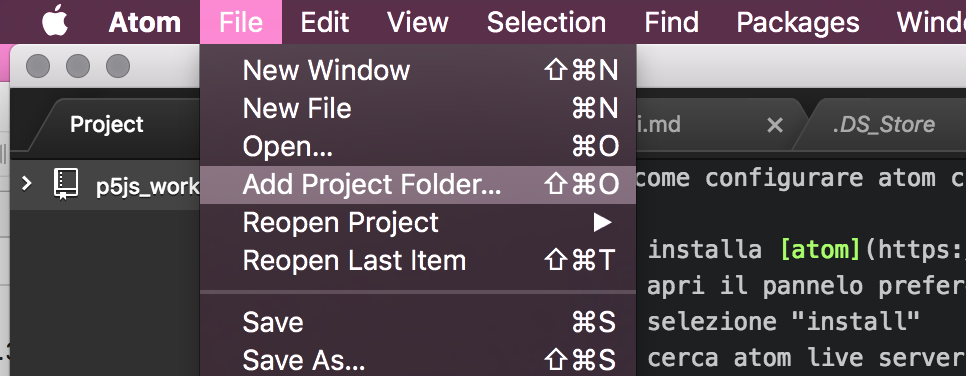 Atom File Edit View Selection Find Packages
New Window ⇧⌘N
New File ⌘N
Open... ⌘O
Add Project Folder... ⇧⌘O
Reopen Project ▶
Reopen Last Item ⇧⌘T
Save ⌘S
Save As... ⇧⌘S
Project
i.md × .DS_Store
p5js_work
come configurare atom c
installa [atom](https:
apri il pannelo prefer
selezione "install"
cerca atom live server